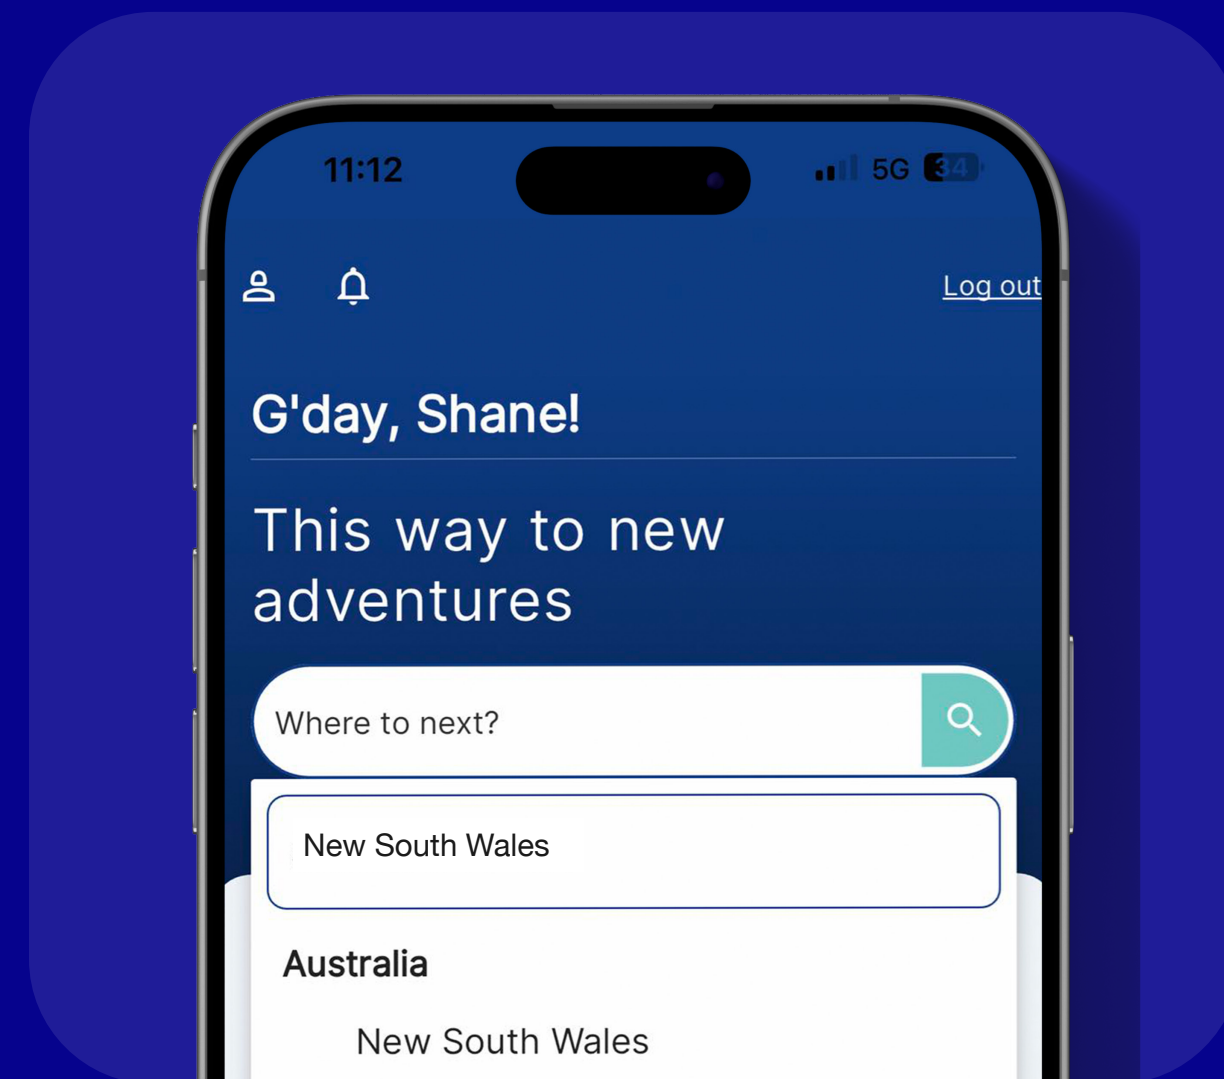 11:12
5G 34
Log out
G'day, Shane!
This way to new
adventures
Where to next?
New South Wales
Australia
New South Wales